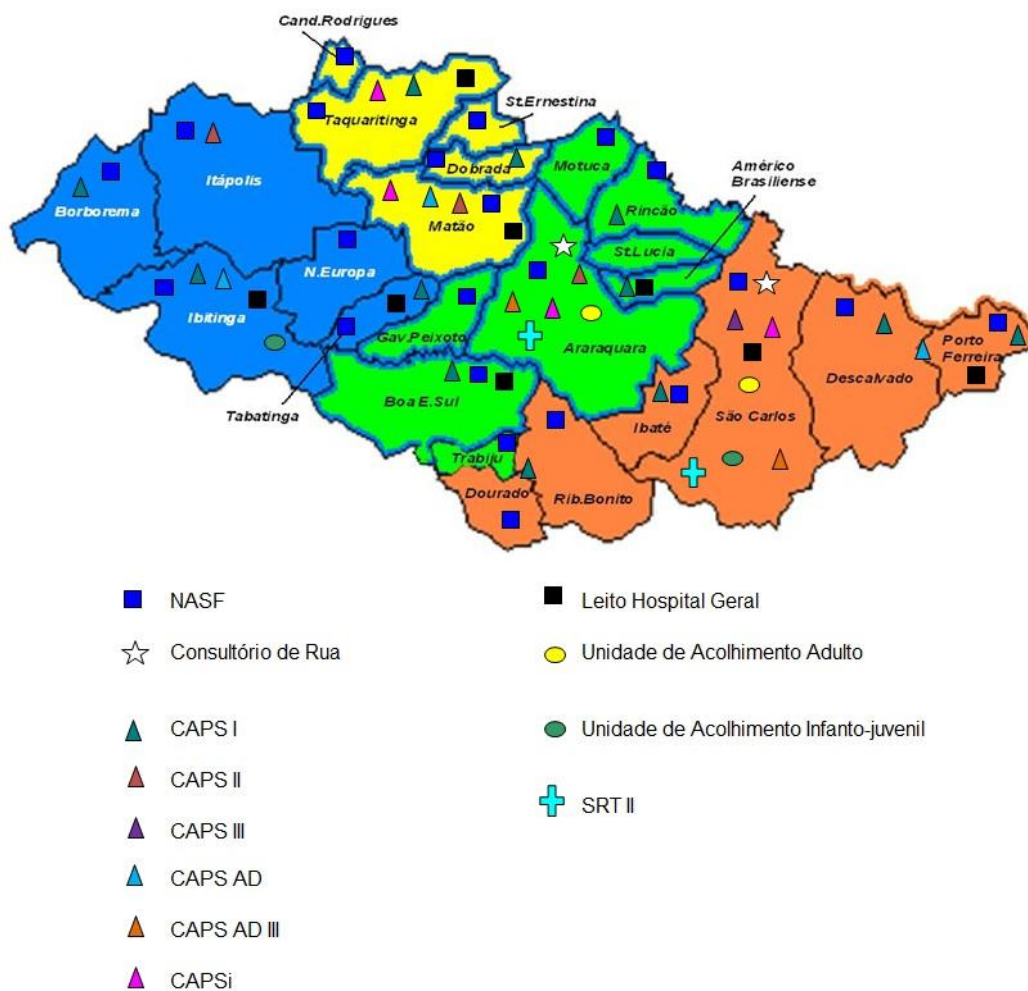 Cand.Rodrigues
St.Ernestina
Taquaritinga
Américo
Brasiliense
Dobrada
Motuca
Itápolis
Borborema
Rincão
Matão
St.Lucia
N.Europa
Ibitinga
Gav.Peixoto
Araraquara
Porto
Ferreira
Descalvado
Tabatinga
Boa E.Sul
São Carlos
Ibaté
Trabiju
Dourado
Rib.Bonito
NASF
Leito Hospital Geral
Consultório de Rua
Unidade de Acolhimento Adulto
CAPS I
Unidade de Acolhimento Infanto-juvenil
CAPS II
SRT II
CAPS III
CAPS AD
CAPS AD III
CAPSi